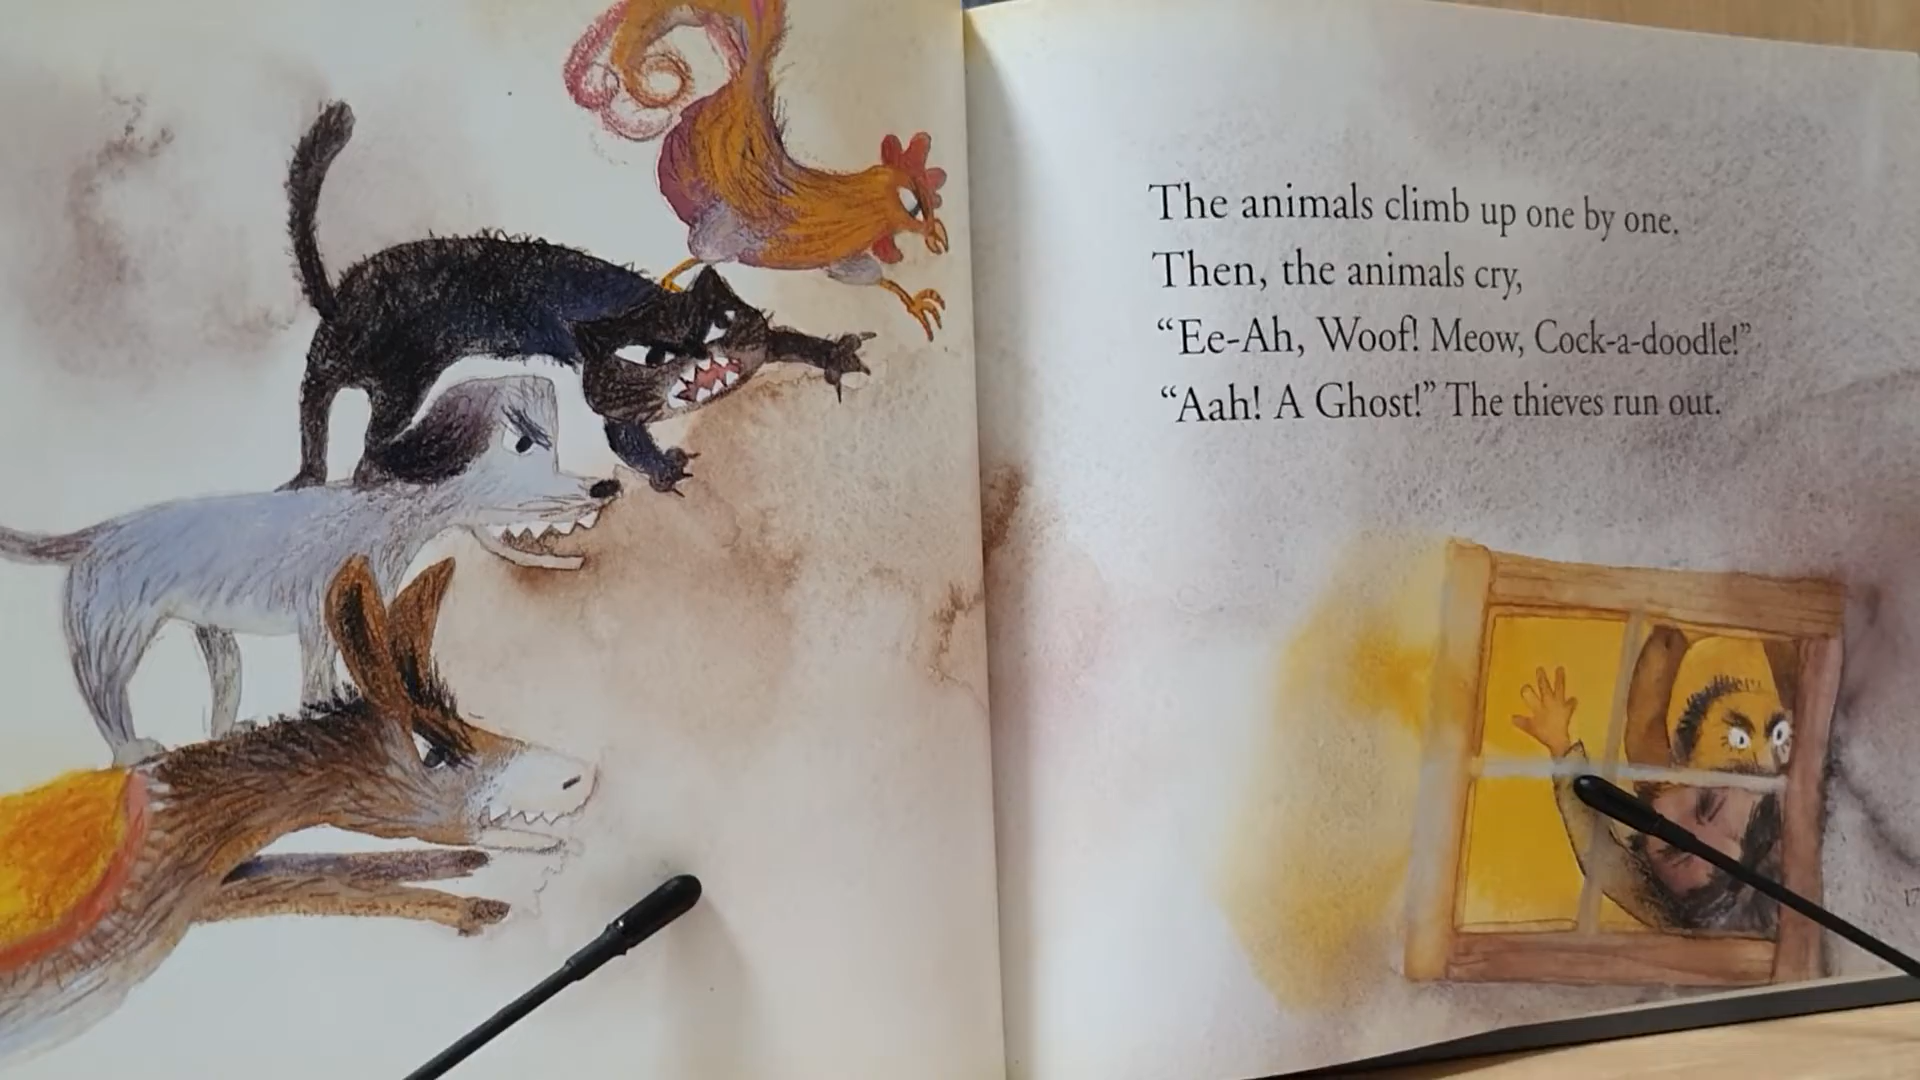 The animals climb up one by one.
Then, the animals cry,
“Ee-Ah, Woof! Meow, Cock-a-doodle!”
“Aah! A Ghost!” The thieves run out.
17